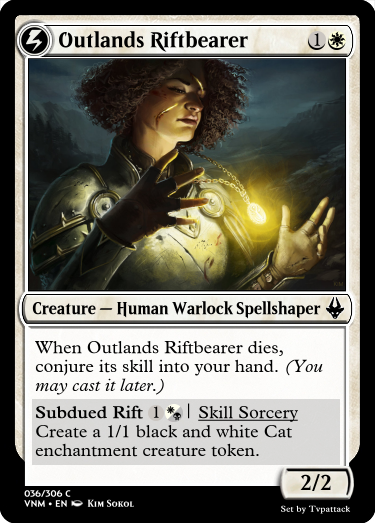 Outlands Riftbearer 1
Creature — Human Warlock Spellshaper
When Outlands Riftbearer dies,
conjure its skill into your hand. (You
may cast it later.)
Subdued Rift 1 | Skill Sorcery
Create a 1/1 black and white Cat
enchantment creature token.
2/2
036/306 C
VNM • EN Kim Sokol
Set by Tvpattack